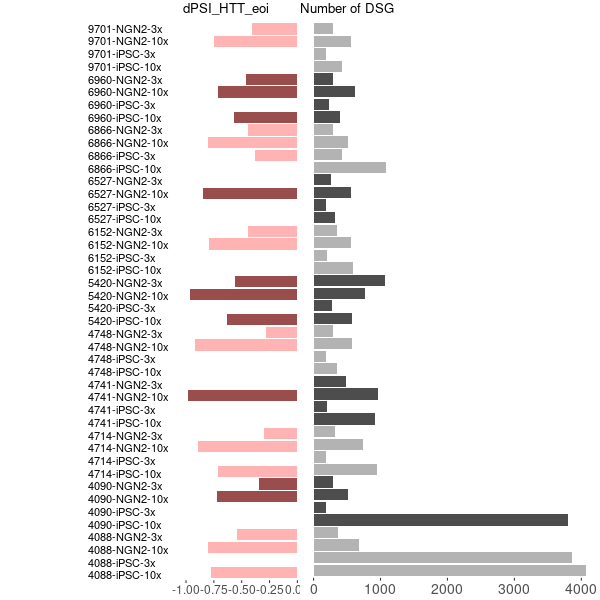 dPSI_HTT_eoi Number of DSG
9701-NGN2-3x
9701-NGN2-10x
9701-iPSC-3x
9701-iPSC-10x
6960-NGN2-3x
6960-NGN2-10x
6960-iPSC-3x
6960-iPSC-10x
6866-NGN2-3x
6866-NGN2-10x
6866-iPSC-3x
6866-iPSC-10x
6527-NGN2-3x
6527-NGN2-10x
6527-iPSC-3x
6527-iPSC-10x
6152-NGN2-3x
6152-NGN2-10x
6152-iPSC-3x
6152-iPSC-10x
5420-NGN2-3x
5420-NGN2-10x
5420-iPSC-3x
5420-iPSC-10x
4748-NGN2-3x
4748-NGN2-10x
4748-iPSC-3x
4748-iPSC-10x
4741-NGN2-3x
4741-NGN2-10x
4741-iPSC-3x
4741-iPSC-10x
4714-NGN2-3x
4714-NGN2-10x
4714-iPSC-3x
4714-iPSC-10x
4090-NGN2-3x
4090-NGN2-10x
4090-iPSC-3x
4090-iPSC-10x
4088-NGN2-3x
4088-NGN2-10x
4088-iPSC-3x
4088-iPSC-10x
-1.00-0.75-0.50-0.25 0.0 0 1000 2000 3000 4000